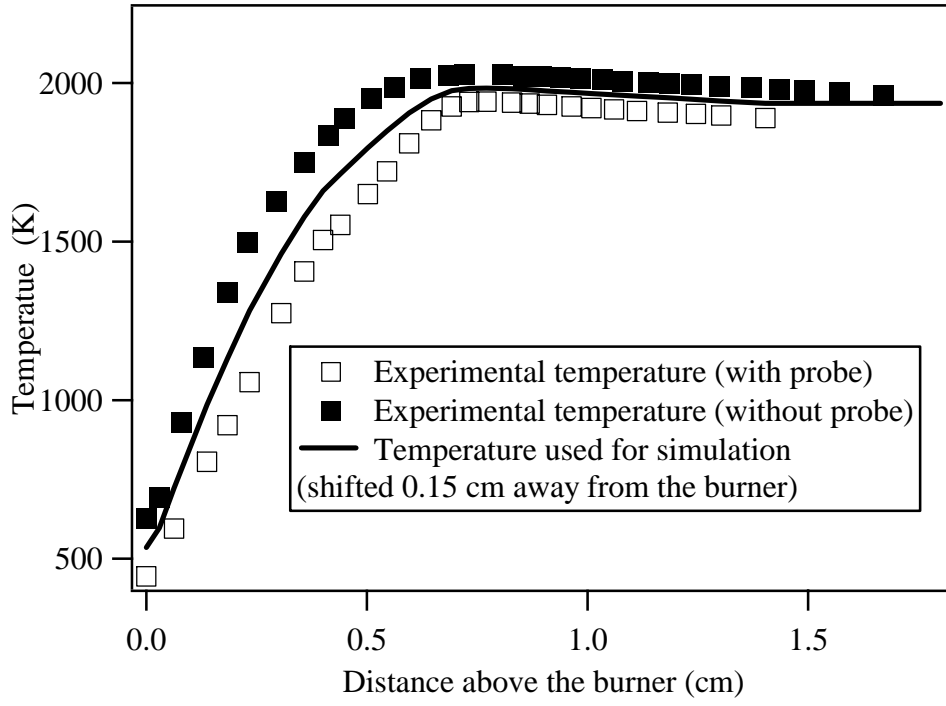 2000
1500
1000
500
Temperatue (K)
Experimental temperature (with probe)
Experimental temperature (without probe)
Temperature used for simulation
(shifted 0.15 cm away from the burner)
0.0 0.5 1.0 1.5
Distance above the burner (cm)